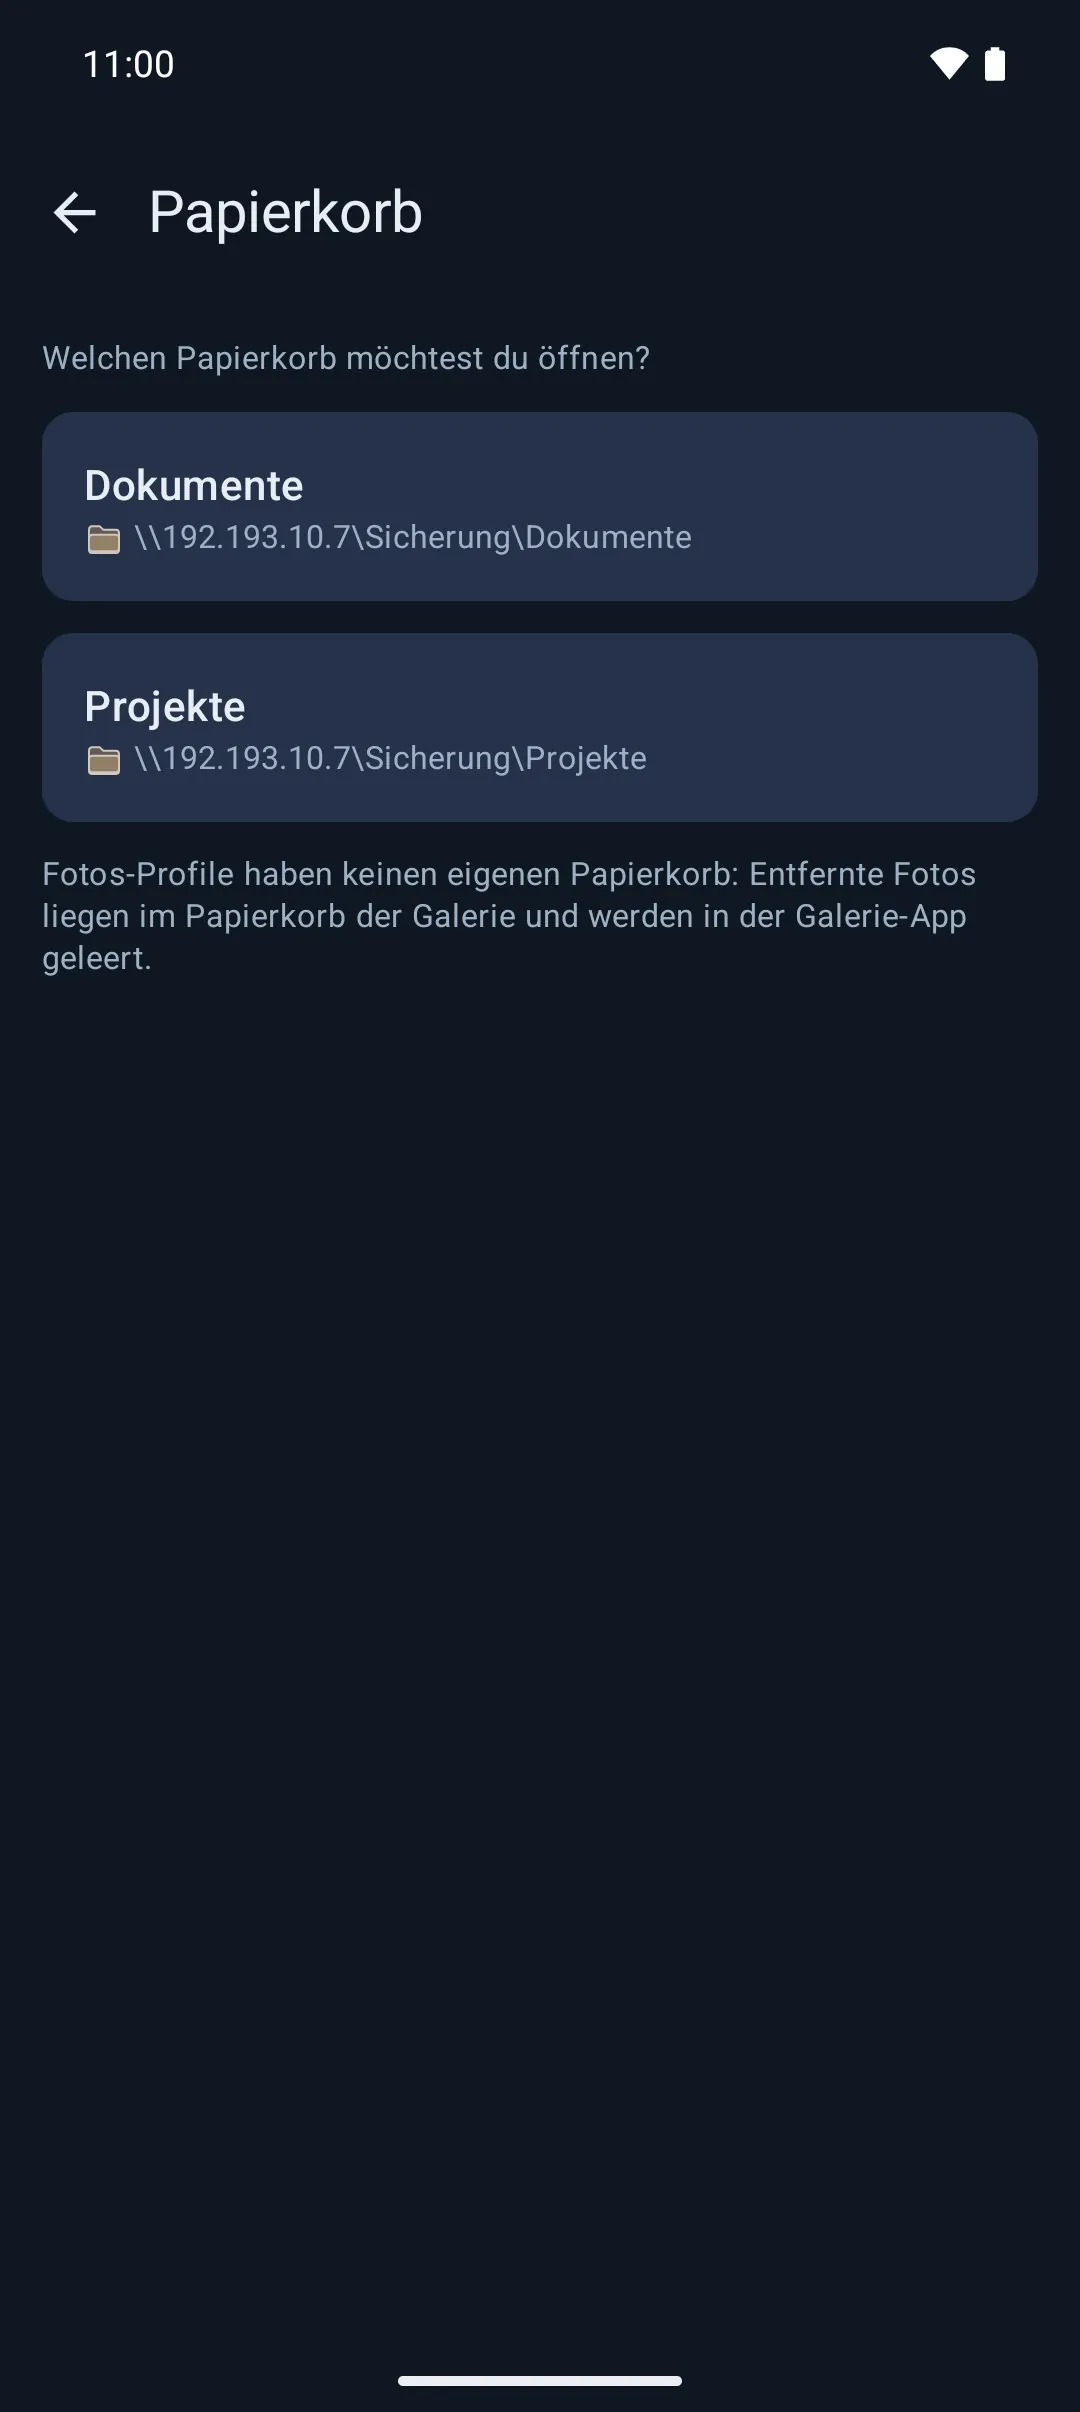 11:00
Papierkorb
Welchen Papierkorb möchtest du öffnen?
Dokumente
\\192.193.10.7\Sicherung\Dokumente
Projekte
\\192.193.10.7\Sicherung\Projekte
Fotos-Profile haben keinen eigenen Papierkorb: Entfernte Fotos
liegen im Papierkorb der Galerie und werden in der Galerie-App
geleert.